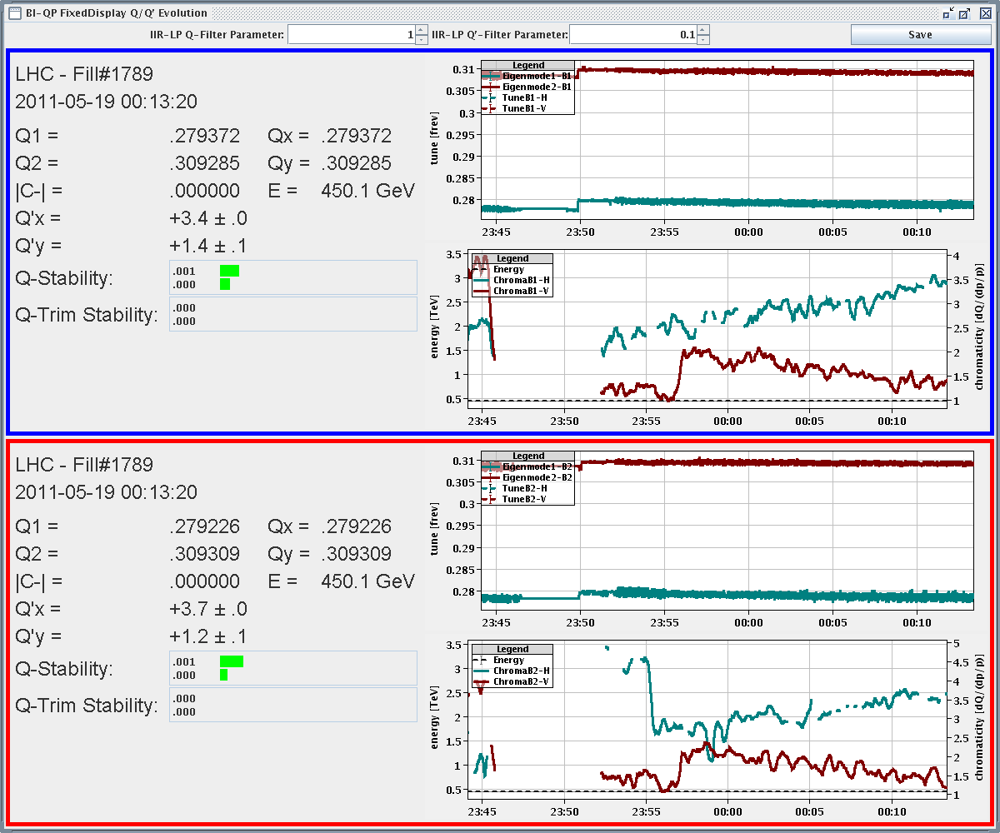 BI-QP FixedDisplay Q/Q' Evolution
IIR-LP Q-Filter Parameter: 1 IIR-LP Q'-Filter Parameter: 0.1 Save
LHC - Fill#1789
2011-05-19 00:13:20
Q1 = .279372 Qx = .279372
Q2 = .309285 Qy = .309285
|C-| = .000000 E = 450.1 GeV
Q'x = +3.4 ± .0
Q'y = +1.4 ± .1
Q-Stability: .001
.000
Q-Trim Stability: .000
.000
tune [frev]
0.31
0.305
0.3
0.295
0.29
0.285
0.28
Legend
Eigenmode1-B1
Eigenmode2-B1
TuneB1-H
TuneB1-V
23:45 23:50 23:55 00:00 00:05 00:10
energy [TeV]
3.5
3
2.5
2
1.5
1
0.5
Legend
Energy
ChromaB1-H
ChromaB1-V
4
3.5
3
2.5
2
1.5
1
chromaticity [dQ/(dp/p)]
23:45 23:50 23:55 00:00 00:05 00:10
LHC - Fill#1789
2011-05-19 00:13:20
Q1 = .279226 Qx = .279226
Q2 = .309309 Qy = .309309
|C-| = .000000 E = 450.1 GeV
Q'x = +3.7 ± .0
Q'y = +1.2 ± .1
Q-Stability: .001
.000
Q-Trim Stability: .000
.000
tune [frev]
0.31
0.305
0.3
0.295
0.29
0.285
0.28
Legend
Eigenmode1-B2
Eigenmode2-B2
TuneB2-H
TuneB2-V
23:45 23:50 23:55 00:00 00:05 00:10
energy [TeV]
3.5
3
2.5
2
1.5
1
0.5
Legend
Energy
ChromaB2-H
ChromaB2-V
5
4.5
4
3.5
3
2.5
2
1.5
1
chromaticity [dQ/(dp/p)]
23:45 23:50 23:55 00:00 00:05 00:10